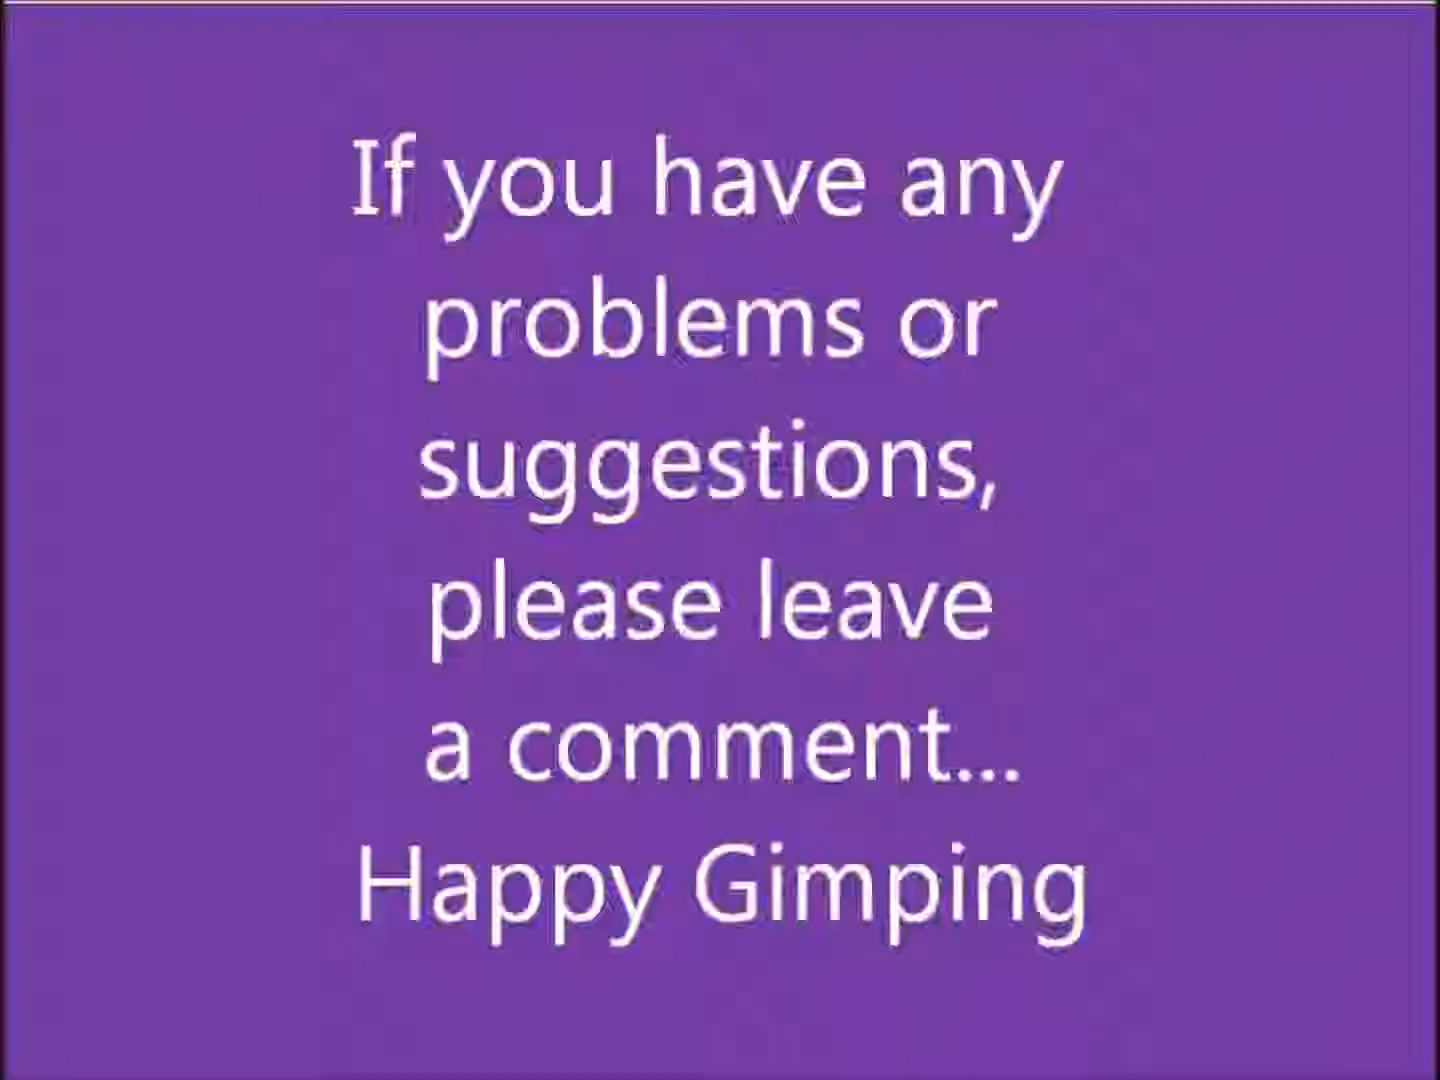 If you have any
problems or
suggestions,
please leave
a comment...
Happy Gimping